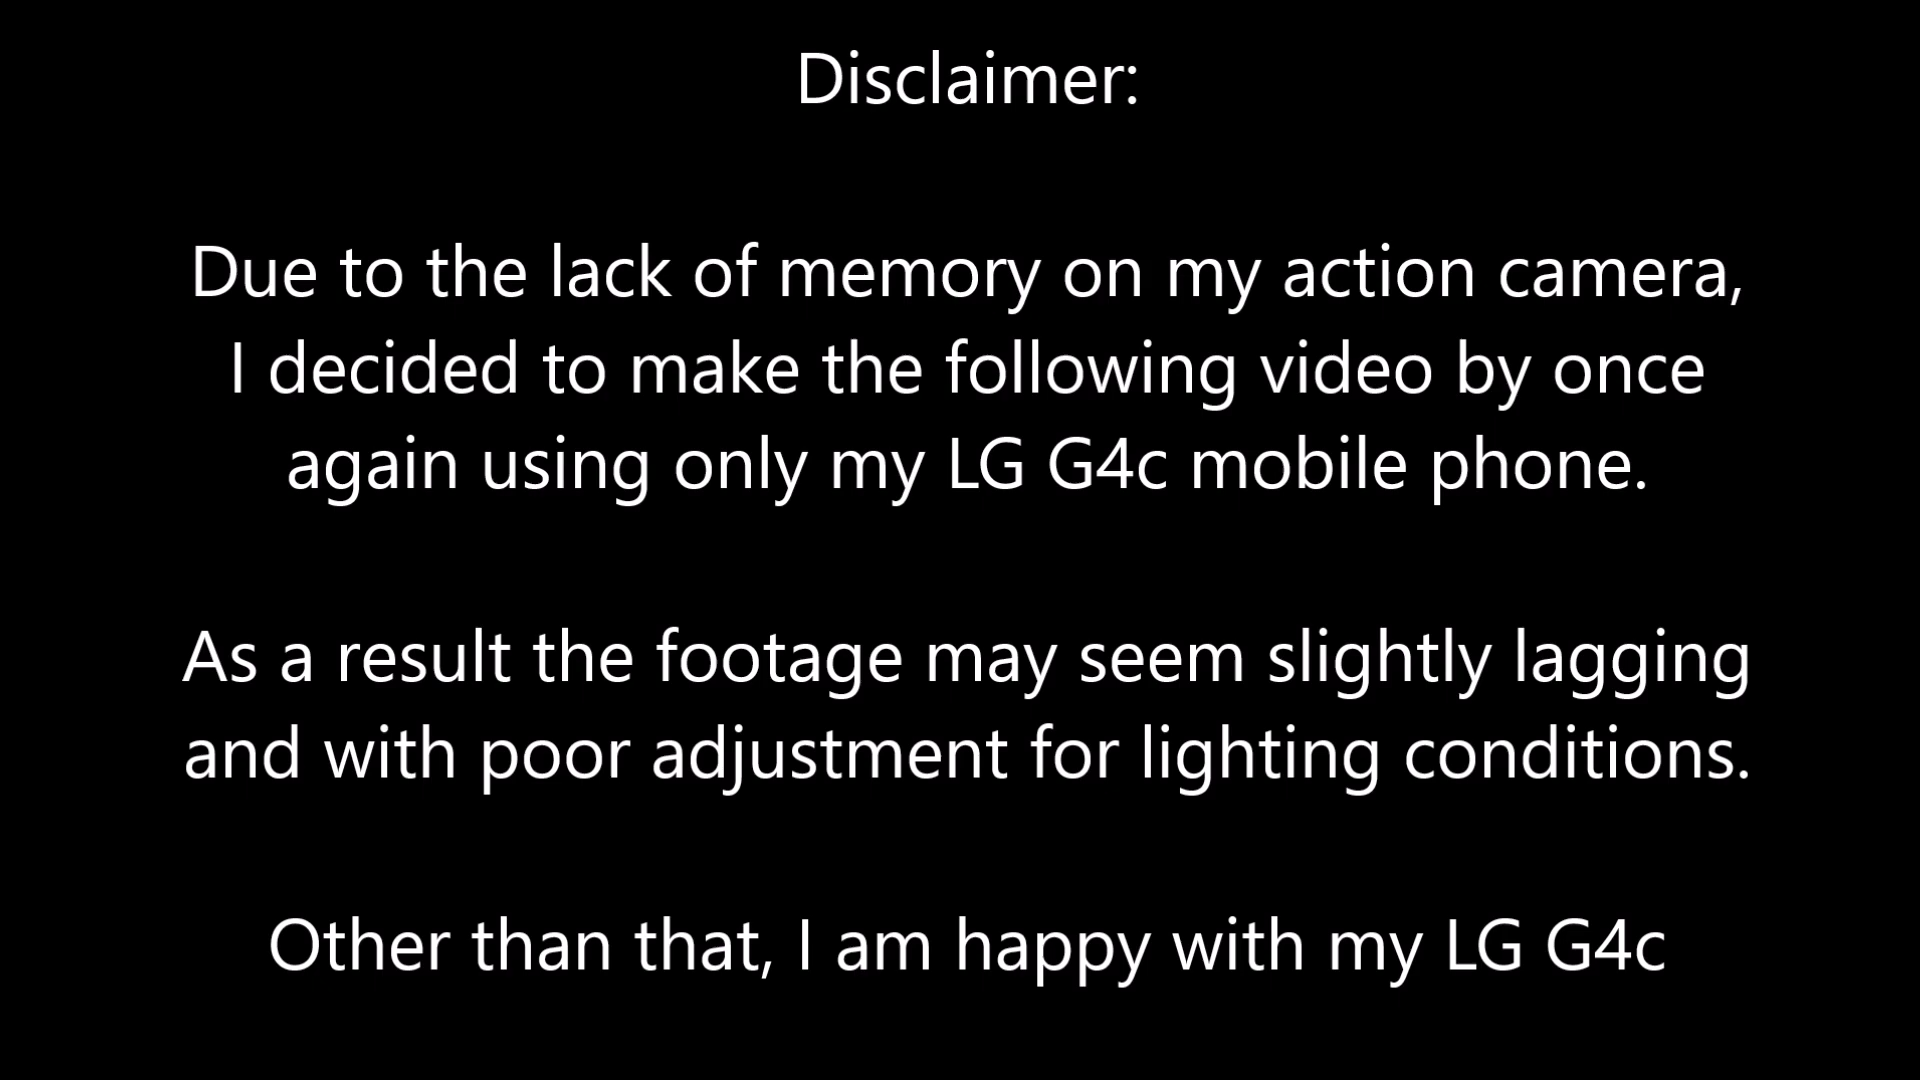 Disclaimer:
Due to the lack of memory on my action camera,
I decided to make the following video by once
again using only my LG G4c mobile phone.
As a result the footage may seem slightly lagging
and with poor adjustment for lighting conditions.
Other than that, I am happy with my LG G4c